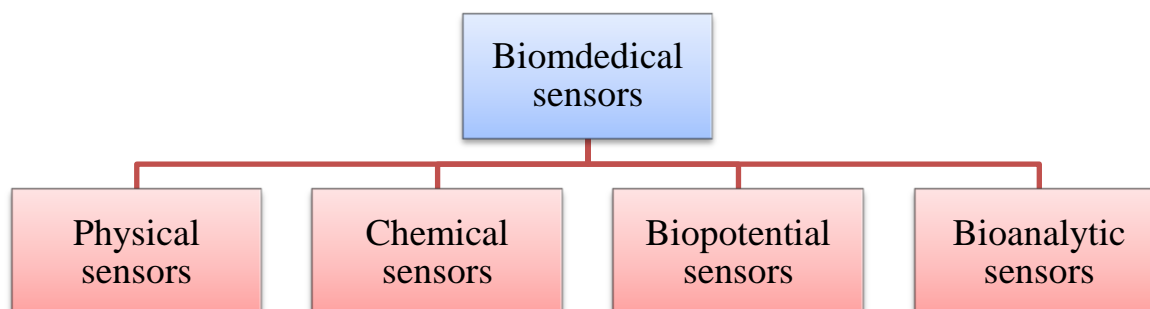 Biomdedical
sensors
Physical
sensors
Chemical
sensors
Biopotential
sensors
Bioanalytic
sensors